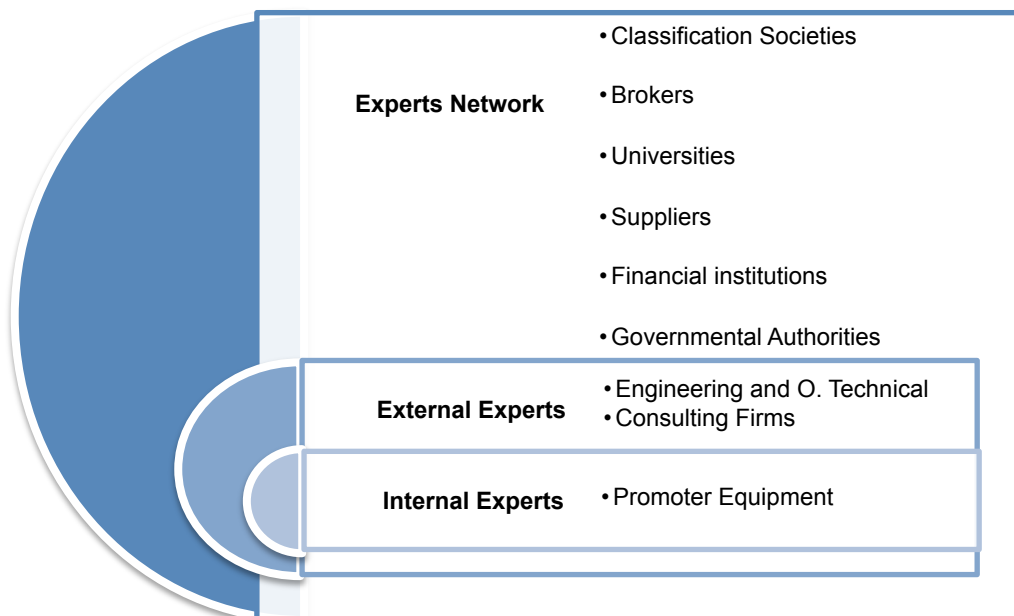 Experts Network
• Classification Societies
• Brokers
• Universities
• Suppliers
• Financial institutions
• Governmental Authorities
External Experts
• Engineering and O. Technical
• Consulting Firms
Internal Experts
• Promoter Equipment